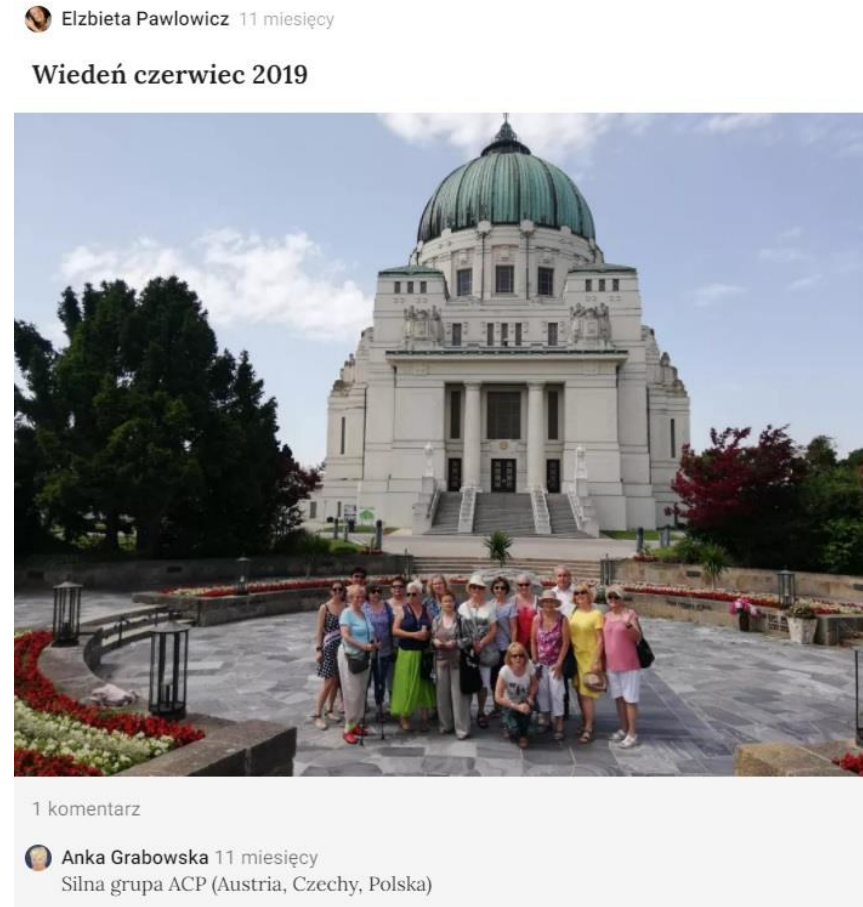 Elzbieta Pawlowicz 11 miesięcy
Wiedeń czerwiec 2019
1 komentarz
Anka Grabowska 11 miesięcy
Silna grupa ACP (Austria, Czechy, Polska)